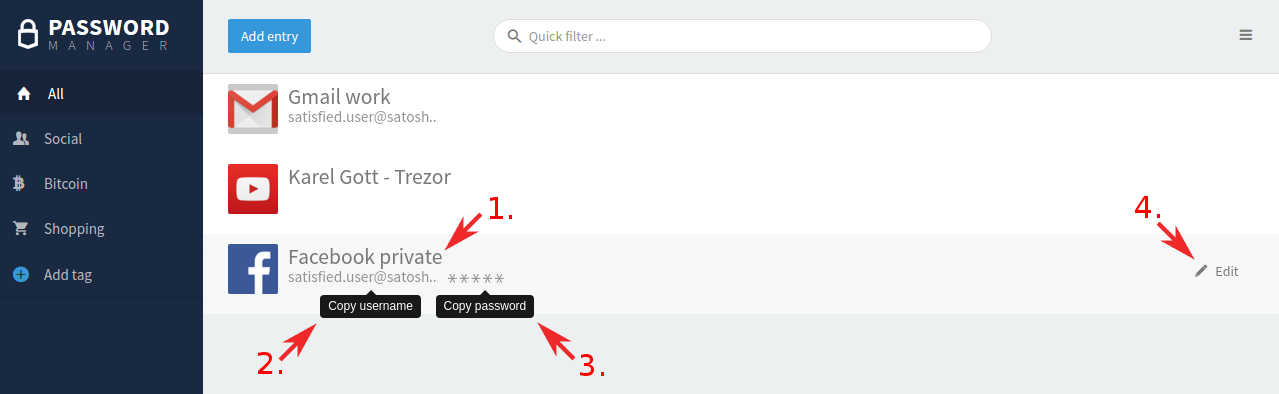 PASSWORD
MANAGER
All
Social
Bitcoin
Shopping
Add tag
Add entry
Quick filter ...
Gmail work
satisfied.user@satosh..
Karel Gott - Trezor
1.
4.
Facebook private
satisfied.user@satosh.. *****
Edit
Copy username
Copy password
2.
3.